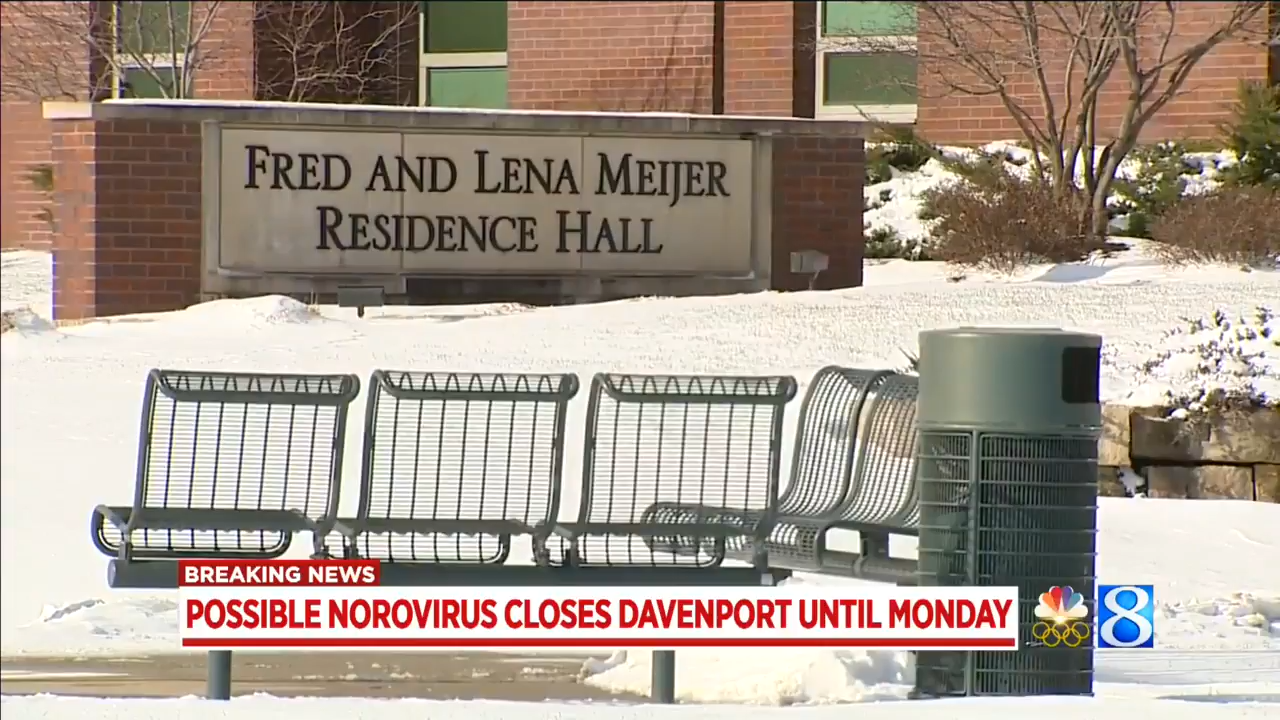 FRED AND LENA MEIJER
RESIDENCE HALL
BREAKING NEWS
POSSIBLE NOROVIRUS CLOSES DAVENPORT UNTIL MONDAY
8